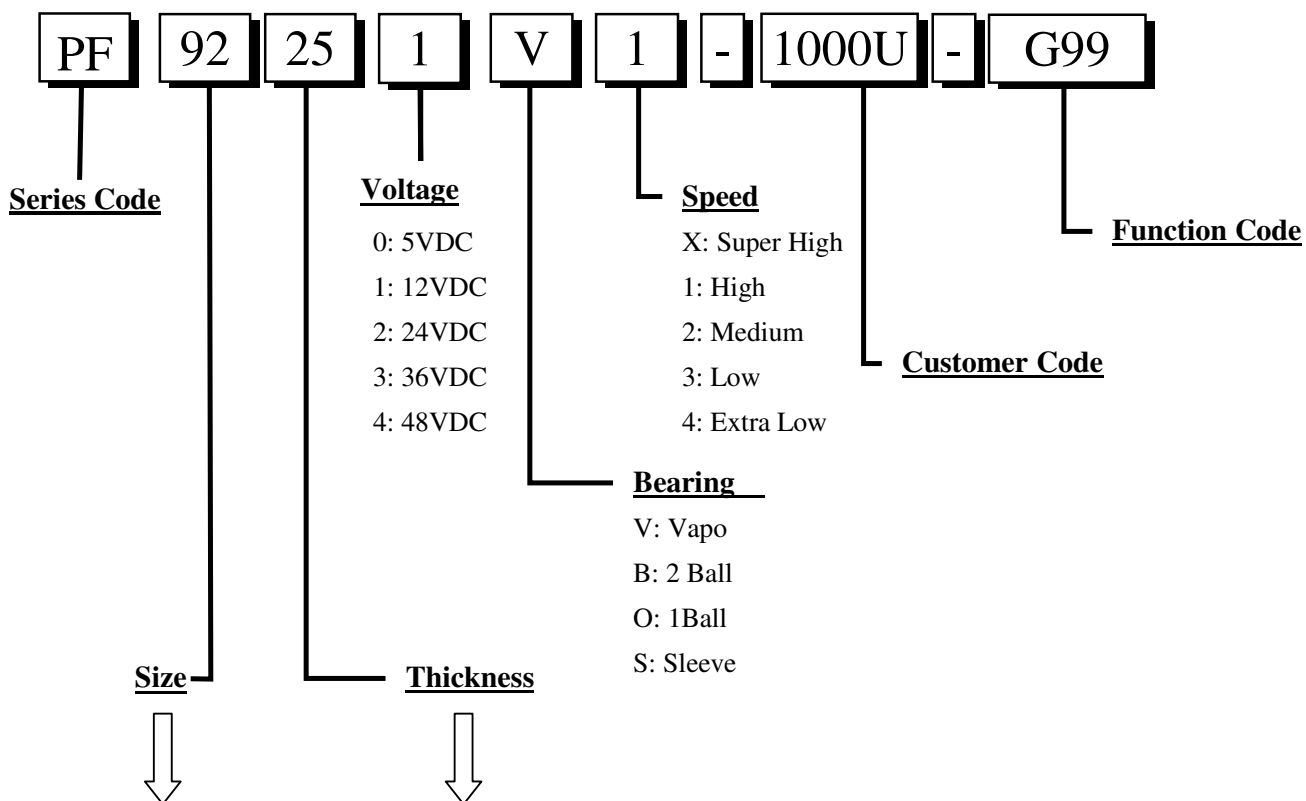 PF 92 25 1 V 1 - 1000U - G99
Series Code
Voltage
0: 5VDC
1: 12VDC
2: 24VDC
3: 36VDC
4: 48VDC
Speed
X: Super High
1: High
2: Medium
3: Low
4: Extra Low
Function Code
Customer Code
Bearing
V: Vapo
B: 2 Ball
O: 1Ball
S: Sleeve
Size
Thickness